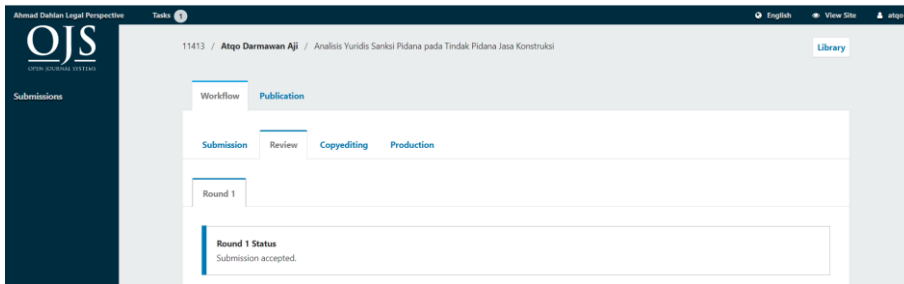 Ahmad Dahlan Legal Perspective Tasks 1 English View Site atqo
OJS
OPEN JOURNAL SYSTEMS
11413 / Atqo Darmawan Aji / Analisis Yuridis Sanksi Pidana pada Tindak Pidana Jasa Konstruksi Library
Submissions
Workflow Publication
Submission Review Copyediting Production
Round 1
Round 1 Status
Submission accepted.